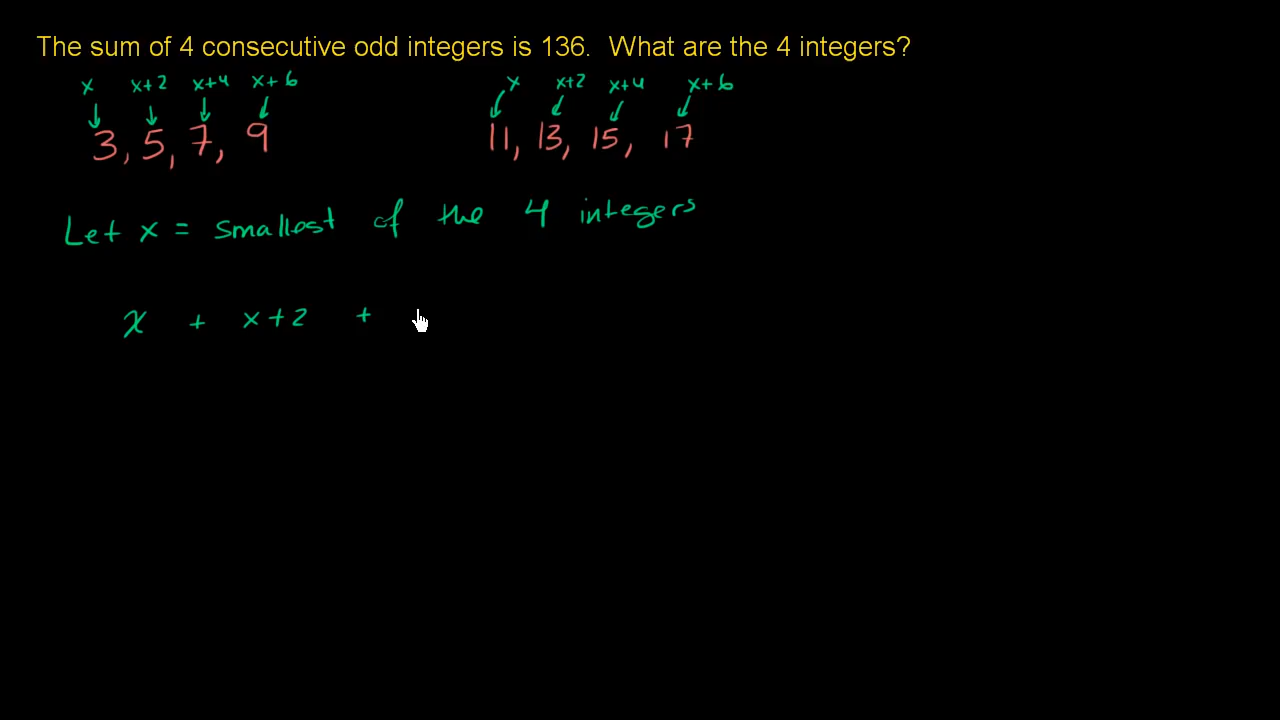 The sum of 4 consecutive odd integers is 136. What are the 4 integers?
x x+2 x+4 x+6 x x+2 x+4 x+6
3, 5, 7, 9 11, 13, 15, 17
Let x = smallest of the 4 integers
x + x+2 +